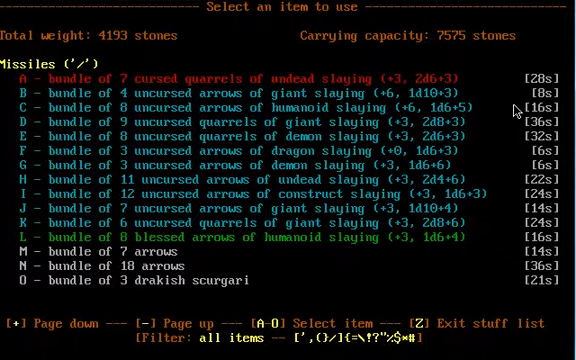 -------------------------- Select an item to use --------------------------
Total weight: 4193 stones Carrying capacity: 7575 stones
Missiles ('/')
A - bundle of 7 cursed quarrels of undead slaying (+3, 2d6+3) [28s]
B - bundle of 4 uncursed arrows of giant slaying (+6, 1d10+3) [8s]
C - bundle of 8 uncursed arrows of humanoid slaying (+6, 1d6+5) [16s]
D - bundle of 9 uncursed quarrels of giant slaying (+3, 2d8+3) [36s]
E - bundle of 8 uncursed quarrels of demon slaying (+3, 2d6+3) [32s]
F - bundle of 3 uncursed arrows of dragon slaying (+0, 1d6+3) [6s]
G - bundle of 3 uncursed arrows of demon slaying (+3, 1d6+6) [6s]
H - bundle of 11 uncursed arrows of undead slaying (+3, 2d4+6) [22s]
I - bundle of 12 uncursed arrows of construct slaying (+3, 1d6+3) [24s]
J - bundle of 7 uncursed arrows of giant slaying (+3, 1d10+4) [14s]
K - bundle of 6 uncursed quarrels of giant slaying (+3, 2d8+6) [24s]
L - bundle of 8 blessed arrows of humanoid slaying (+3, 1d6+4) [16s]
M - bundle of 7 arrows [14s]
N - bundle of 18 arrows [36s]
O - bundle of 3 drakish scurgari [21s]
[+] Page down --- [-] Page up --- [A-O] Select item --- [Z] Exit stuff list
[Filter: all items -- [',(}/]{=\!?"%$*#]